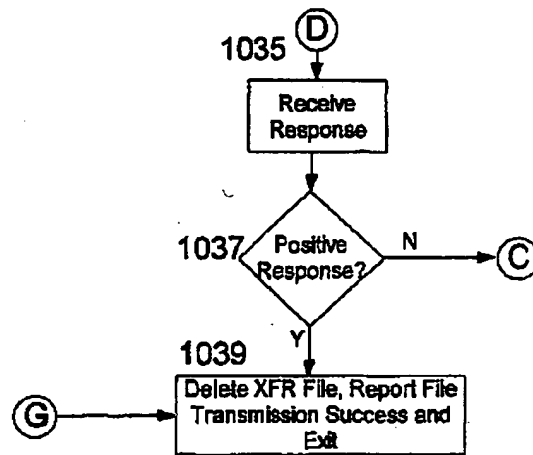 D
1035
Receive
Response
1037
Positive
Response?
N
C
Y
1039
Delete XFR File, Report File
Transmission Success and
Exit
G